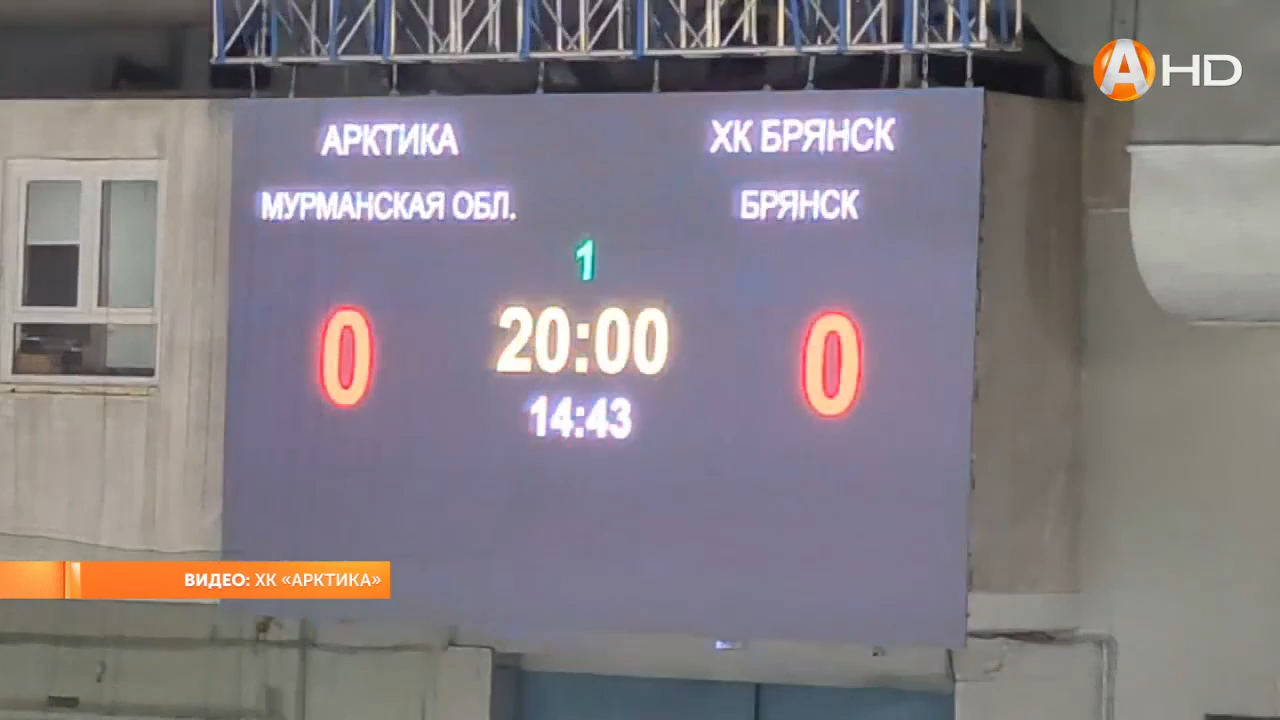 А HD
АРКТИКА
ХК БРЯНСК
МУРМАНСКАЯ ОБЛ.
БРЯНСК
1
0
20:00
0
14:43
ВИДЕО: ХК «АРКТИКА»